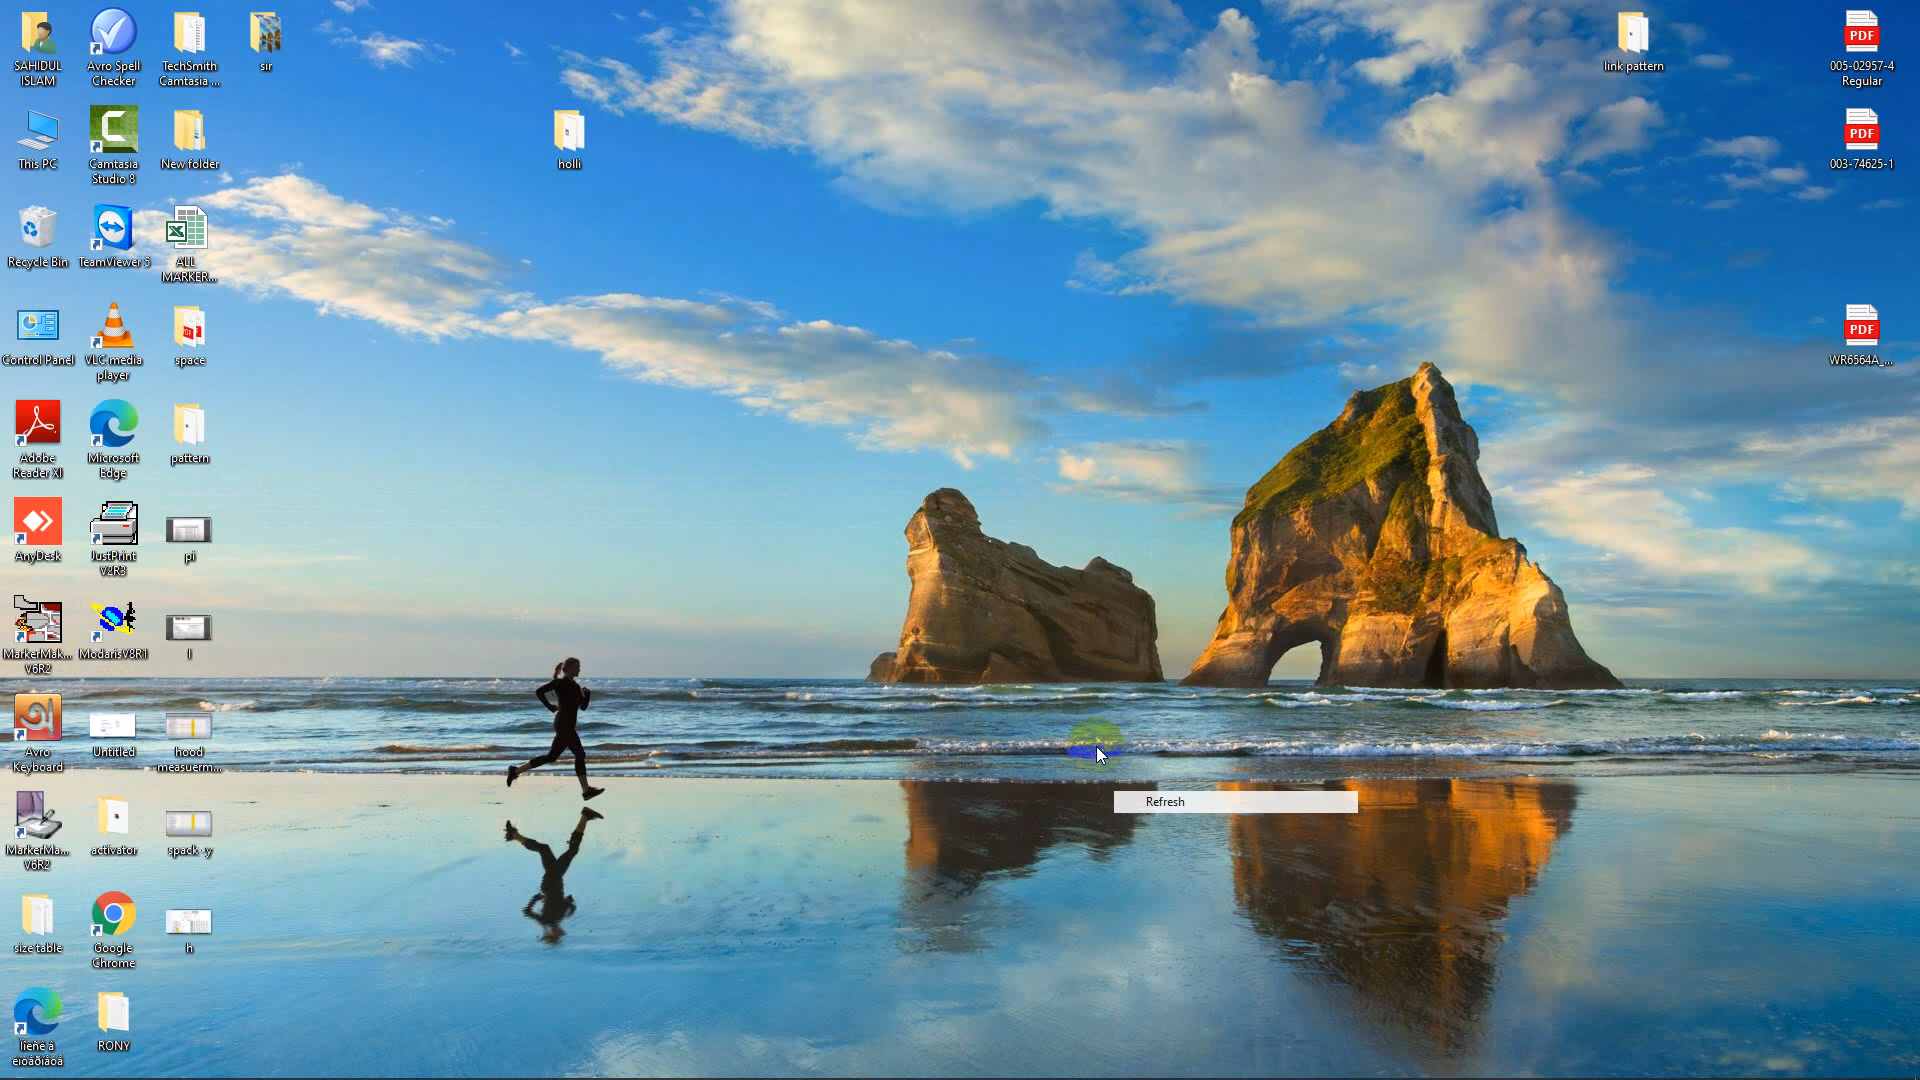 SAHIDUL
ISLAM
Avro Spell
Checker
TechSmith
Camtasia ...
sir
link pattern
005-02957-4
Regular
This PC
Camtasia
Studio 8
New folder
holli
003-74625-1
Recycle Bin
TeamViewer 5
ALL
MARKER...
Control Panel
VLC media
player
space
WR6564A_...
Adobe
Reader XI
Microsoft
Edge
pattern
AnyDesk
JustPrint
V2R3
pi
MarkerMak...
V6R2
ModarisV8R1
l
Avro
Keyboard
Untitled
hood
measuerm...
Refresh
MarkerMa...
V6R2
activator
spack -y
size table
Google
Chrome
h
Ïîèñê â
èíòåðíåòå
RONY
PDF
PDF
PDF